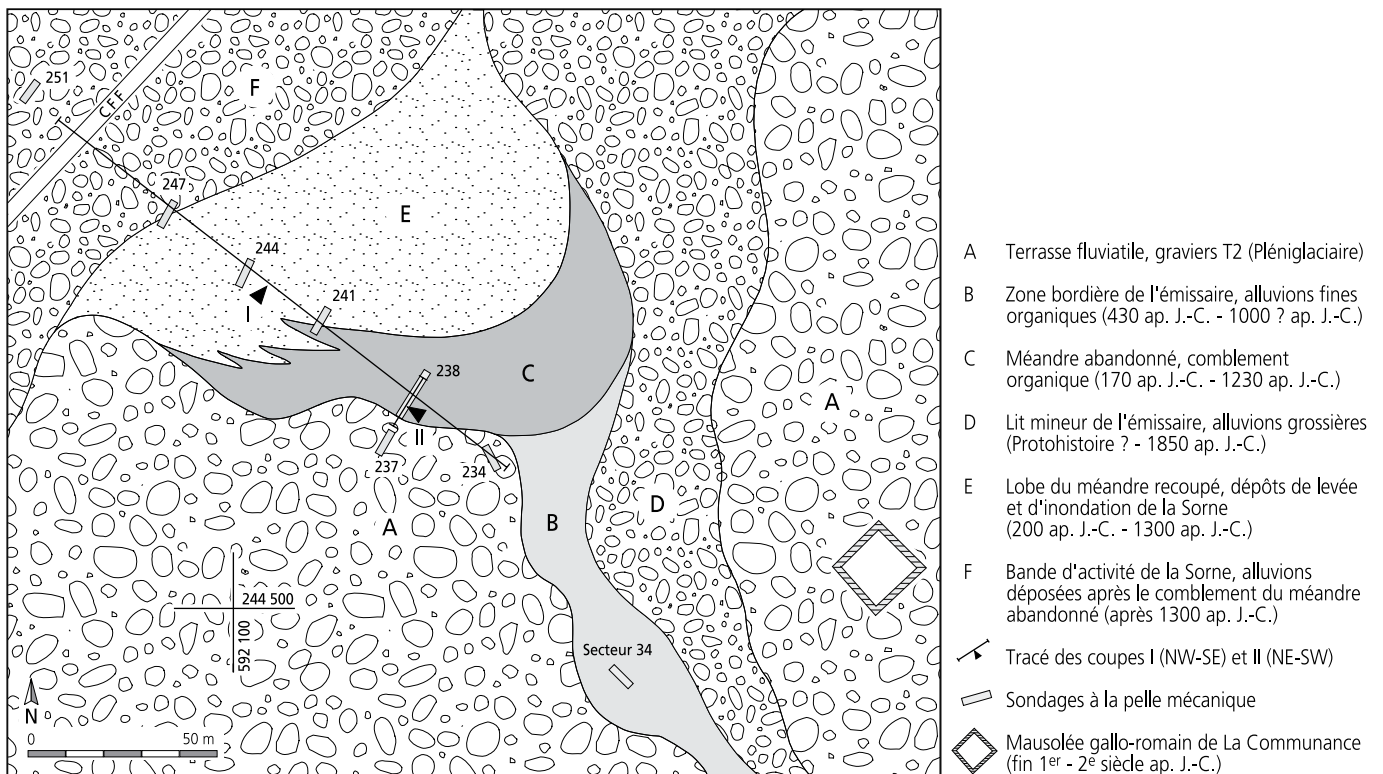 251
CFF
F
247
E
244
I
241
238
C
II
237
234
A
A
B
D
244 500
592 100
Secteur 34
N
0
50 m
A Terrasse fluviatile, graviers T2 (Pléniglaciaire)
B Zone bordière de l'émissaire, alluvions fines
organiques (430 ap. J.-C. - 1000 ? ap. J.-C.)
C Méandre abandonné, comblement
organique (170 ap. J.-C. - 1230 ap. J.-C.)
D Lit mineur de l'émissaire, alluvions grossières
(Protohistoire ? - 1850 ap. J.-C.)
E Lobe du méandre recoupé, dépôts de levée
et d'inondation de la Sorne
(200 ap. J.-C. - 1300 ap. J.-C.)
F Bande d'activité de la Sorne, alluvions
déposées après le comblement du méandre
abandonné (après 1300 ap. J.-C.)
Tracé des coupes I (NW-SE) et II (NE-SW)
Sondages à la pelle mécanique
Mausolée gallo-romain de La Communance
(fin 1er - 2e siècle ap. J.-C.)